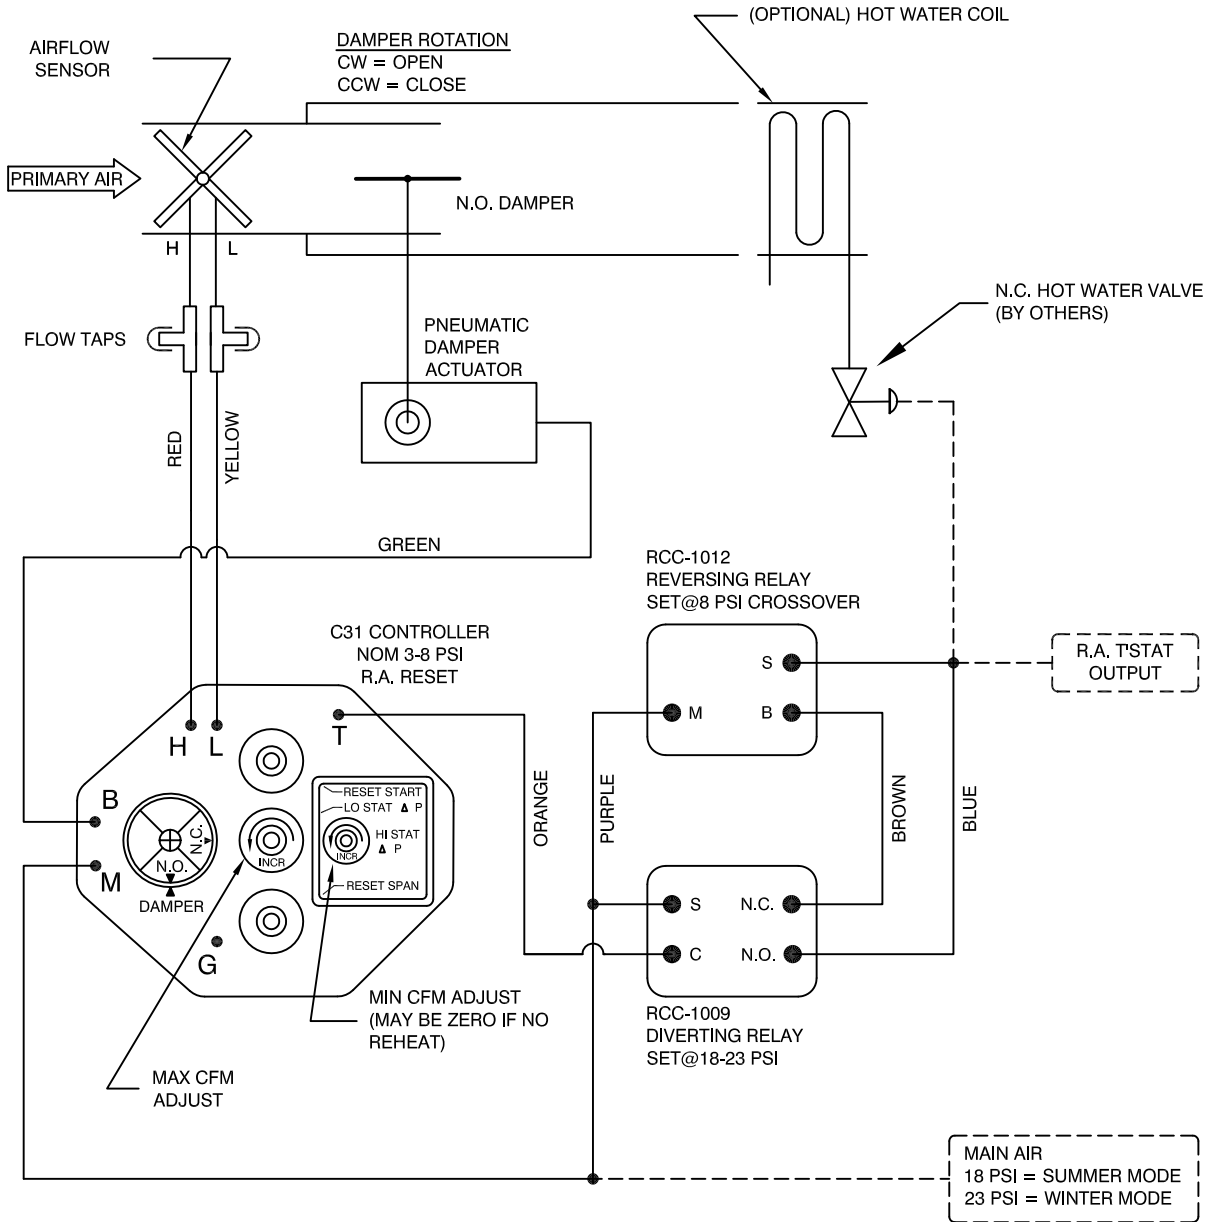 (OPTIONAL) HOT WATER COIL
AIRFLOW
SENSOR
DAMPER ROTATION
CW = OPEN
CCW = CLOSE
PRIMARY AIR
N.O. DAMPER
H
L
N.C. HOT WATER VALVE
(BY OTHERS)
FLOW TAPS
PNEUMATIC
DAMPER
ACTUATOR
RED
YELLOW
GREEN
RCC-1012
REVERSING RELAY
SET@8 PSI CROSSOVER
C31 CONTROLLER
NOM 3-8 PSI
R.A. RESET
S
M
B
R.A. T'STAT
OUTPUT
H
L
T
ORANGE
PURPLE
BROWN
BLUE
B
M
N.C.
N.O.
DAMPER
INCR
RESET START
LO STAT Δ P
HI STAT
Δ P
INCR
RESET SPAN
G
S
N.C.
C
N.O.
RCC-1009
DIVERTING RELAY
SET@18-23 PSI
MIN CFM ADJUST
(MAY BE ZERO IF NO
REHEAT)
MAX CFM
ADJUST
MAIN AIR
18 PSI = SUMMER MODE
23 PSI = WINTER MODE